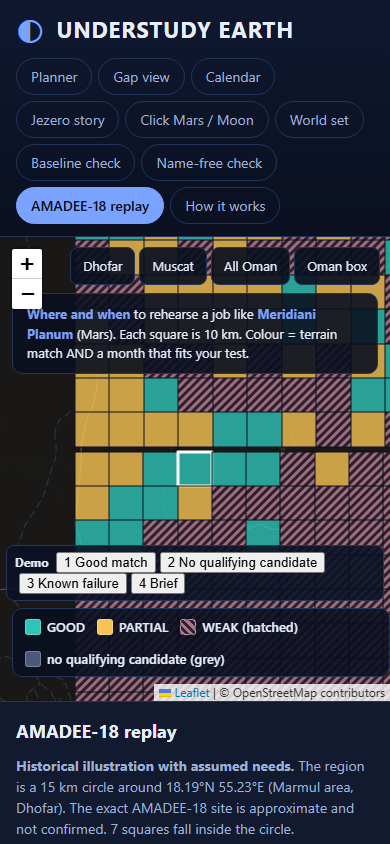 UNDERSTUDY EARTH
Planner
Gap view
Calendar
Jezero story
Click Mars / Moon
World set
Baseline check
Name-free check
AMADEE-18 replay
How it works
+
−
Dhofar
Muscat
All Oman
Oman box
Where and when to rehearse a job like Meridiani
Planum (Mars). Each square is 10 km. Colour = terrain
match AND a month that fits your test.
Demo 1 Good match 2 No qualifying candidate
3 Known failure 4 Brief
GOOD PARTIAL WEAK (hatched)
no qualifying candidate (grey)
Leaflet | © OpenStreetMap contributors
AMADEE-18 replay
Historical illustration with assumed needs. The region
is a 15 km circle around 18.19°N 55.23°E (Marmul area,
Dhofar). The exact AMADEE-18 site is approximate and
not confirmed. 7 squares fall inside the circle.